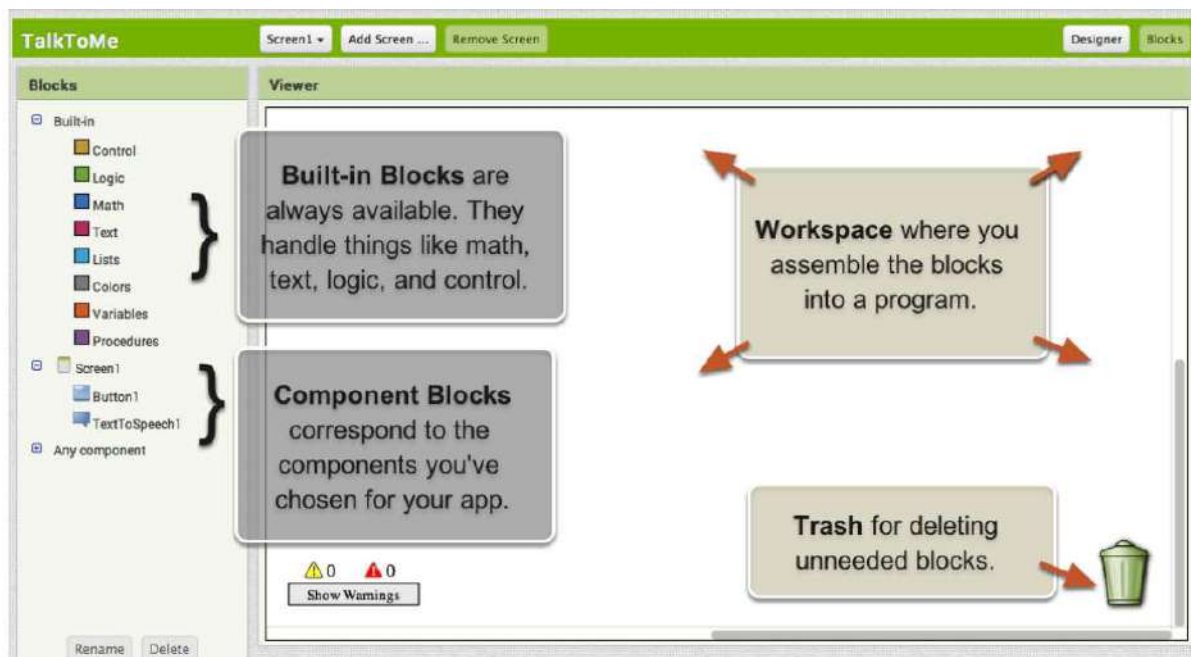 TalkToMe
Screen1
Add Screen ...
Remove Screen
Designer
Blocks
Blocks
Viewer
Built-in
Control
Logic
Math
Text
Lists
Colors
Variables
Procedures
Screen1
Button1
TextToSpeech1
Any component
Rename
Delete
Built-in Blocks are
always available. They
handle things like math,
text, logic, and control.
Component Blocks
correspond to the
components you've
chosen for your app.
Workspace where you
assemble the blocks
into a program.
Trash for deleting
unneeded blocks.
0
0
Show Warnings